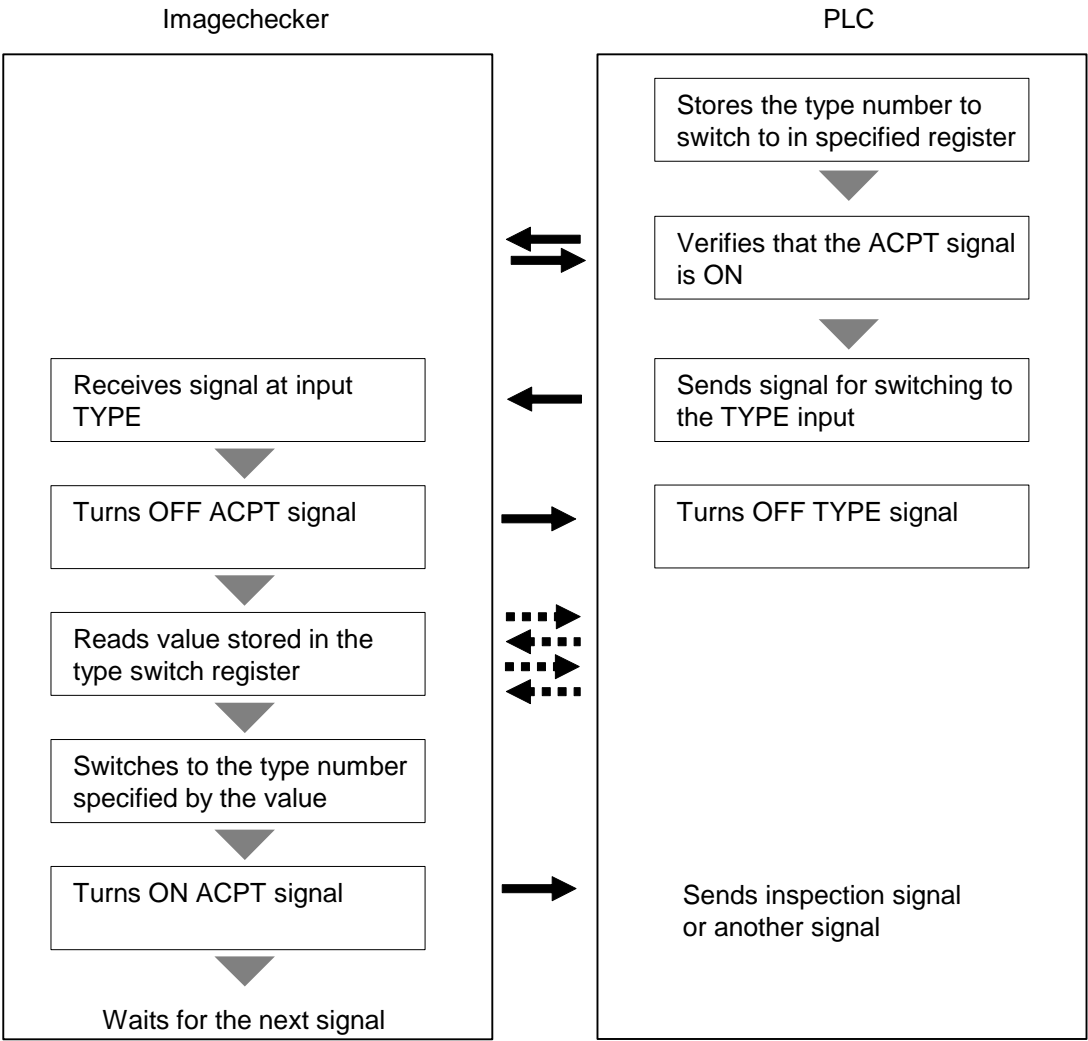 Imagechecker
PLC
Stores the type number to
switch to in specified register
Verifies that the ACPT signal
is ON
Receives signal at input
TYPE
Sends signal for switching to
the TYPE input
Turns OFF ACPT signal
Turns OFF TYPE signal
Reads value stored in the
type switch register
Switches to the type number
specified by the value
Turns ON ACPT signal
Sends inspection signal
or another signal
Waits for the next signal